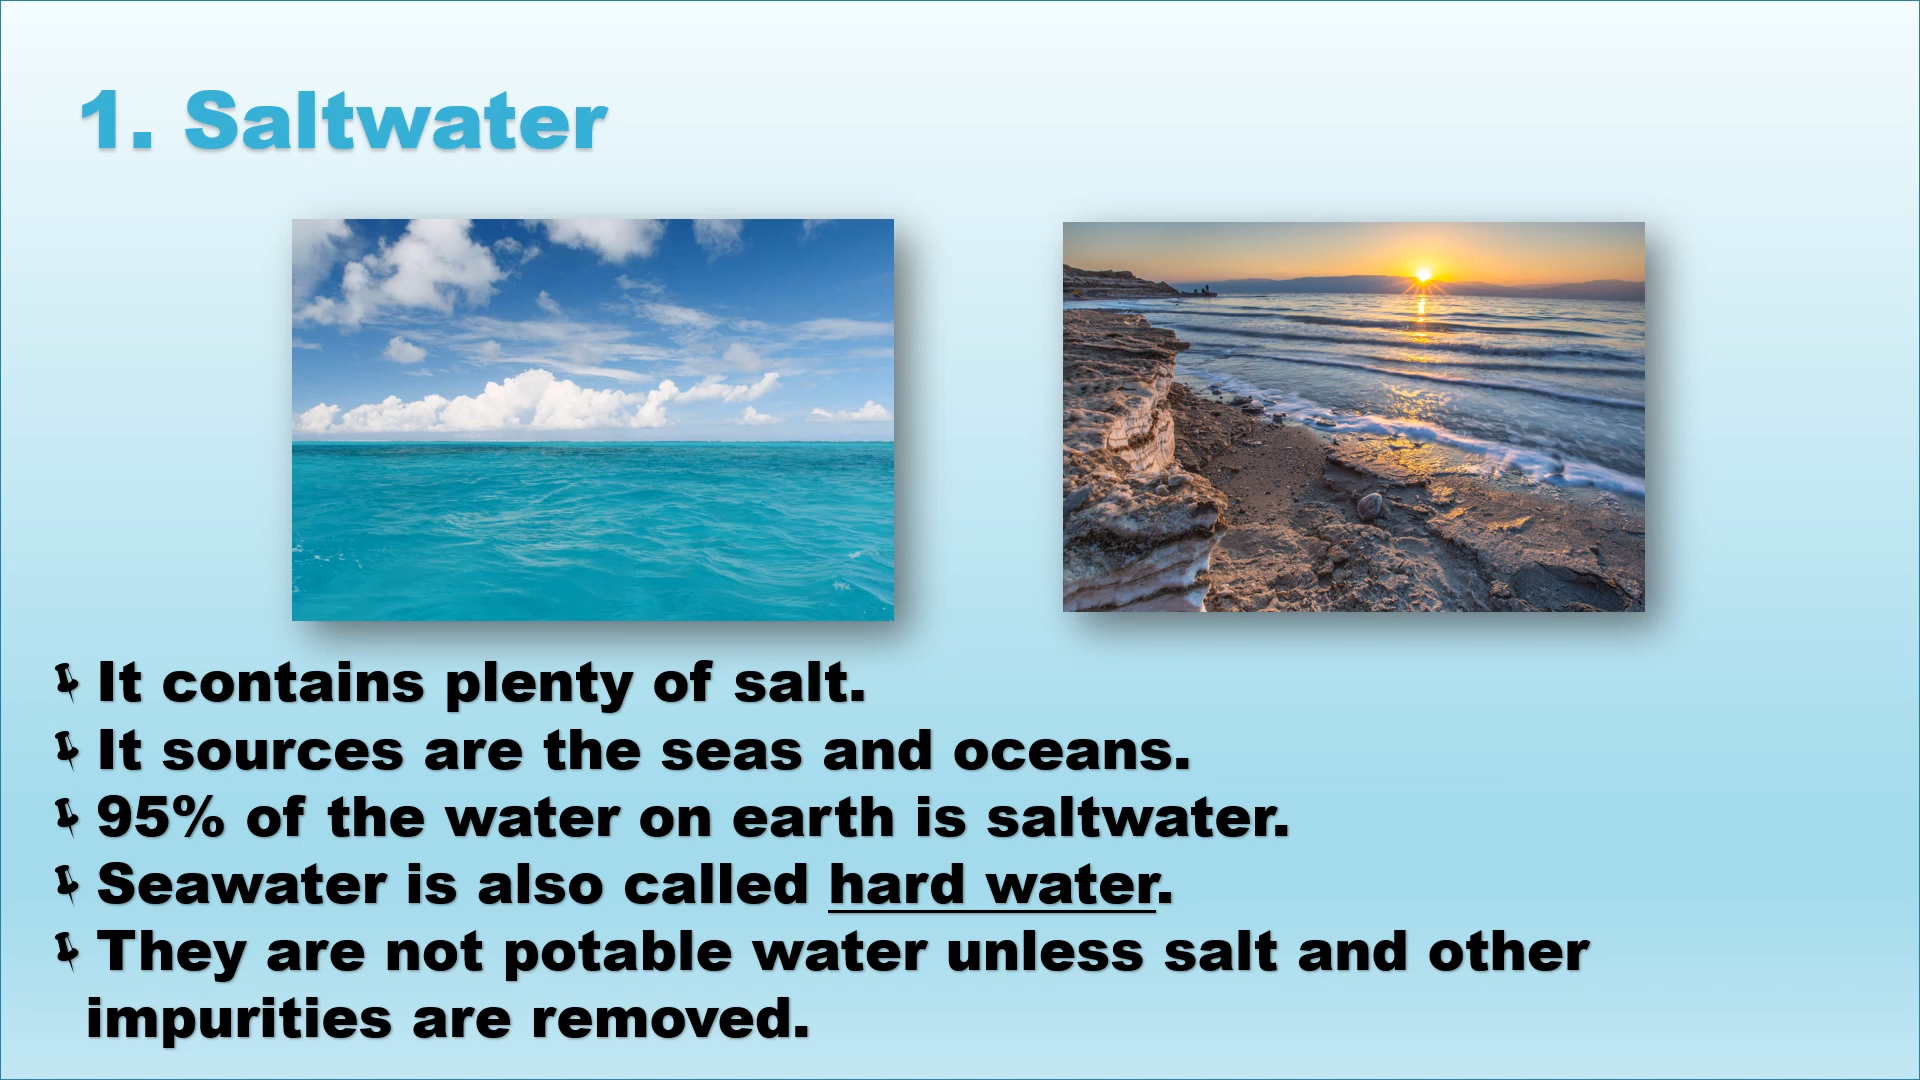 1. Saltwater
It contains plenty of salt.
It sources are the seas and oceans.
95% of the water on earth is saltwater.
Seawater is also called hard water.
They are not potable water unless salt and other
impurities are removed.